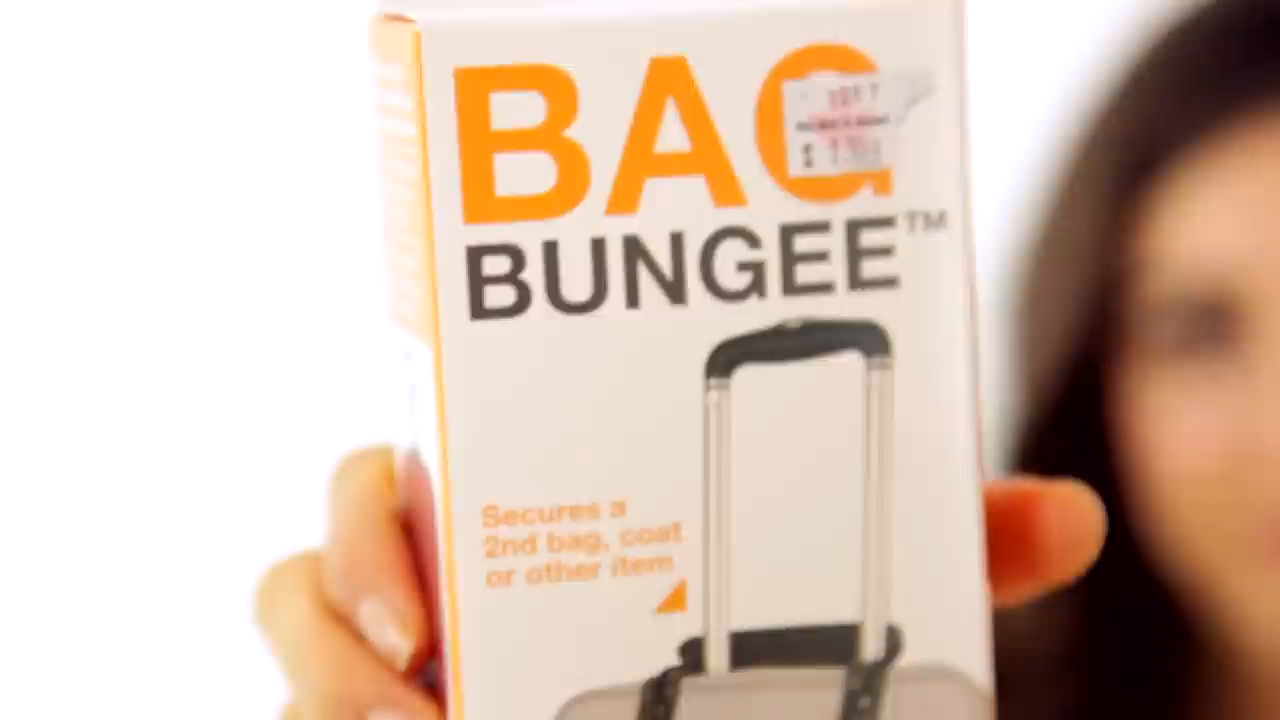 BAG
BUNGEE™
Secures a
2nd bag, coat
or other item